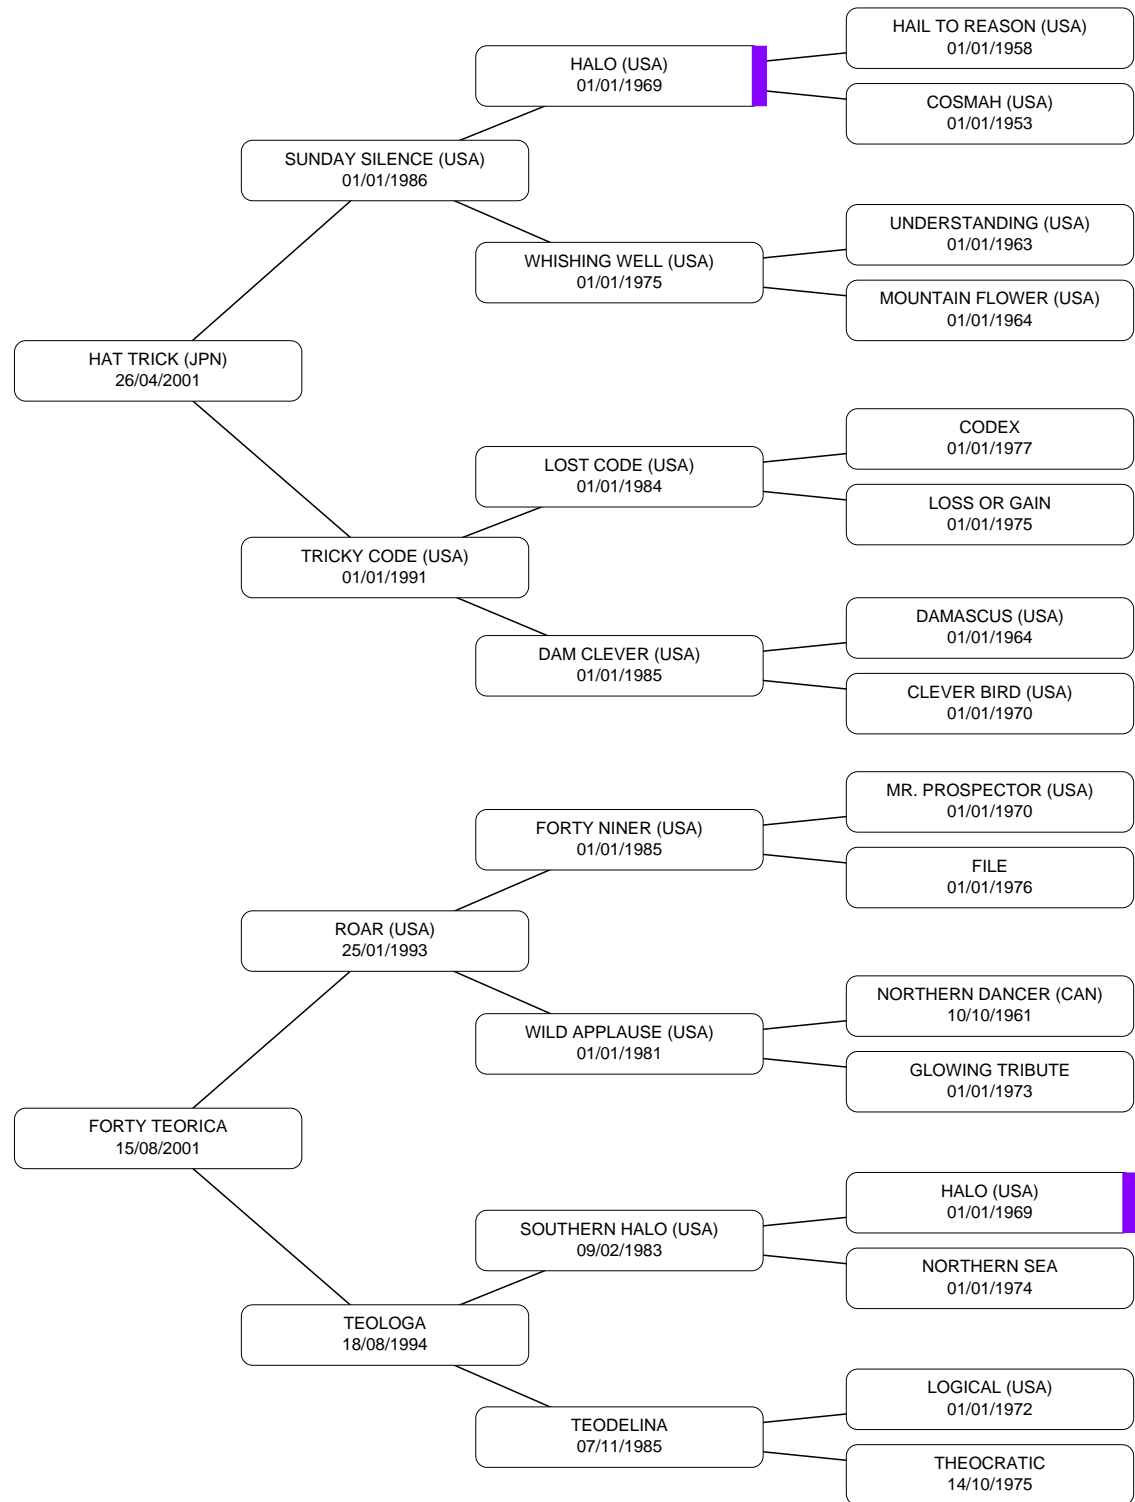 HAIL TO REASON (USA)
01/01/1958
HALO (USA)
01/01/1969
COSMAH (USA)
01/01/1953
SUNDAY SILENCE (USA)
01/01/1986
UNDERSTANDING (USA)
01/01/1963
WHISHING WELL (USA)
01/01/1975
MOUNTAIN FLOWER (USA)
01/01/1964
HAT TRICK (JPN)
26/04/2001
CODEX
01/01/1977
LOST CODE (USA)
01/01/1984
LOSS OR GAIN
01/01/1975
TRICKY CODE (USA)
01/01/1991
DAMASCUS (USA)
01/01/1964
DAM CLEVER (USA)
01/01/1985
CLEVER BIRD (USA)
01/01/1970
MR. PROSPECTOR (USA)
01/01/1970
FORTY NINER (USA)
01/01/1985
FILE
01/01/1976
ROAR (USA)
25/01/1993
NORTHERN DANCER (CAN)
10/10/1961
WILD APPLAUSE (USA)
01/01/1981
GLOWING TRIBUTE
01/01/1973
FORTY TEORICA
15/08/2001
HALO (USA)
01/01/1969
SOUTHERN HALO (USA)
09/02/1983
NORTHERN SEA
01/01/1974
TEOLOGA
18/08/1994
LOGICAL (USA)
01/01/1972
TEODELINA
07/11/1985
THEOCRATIC
14/10/1975